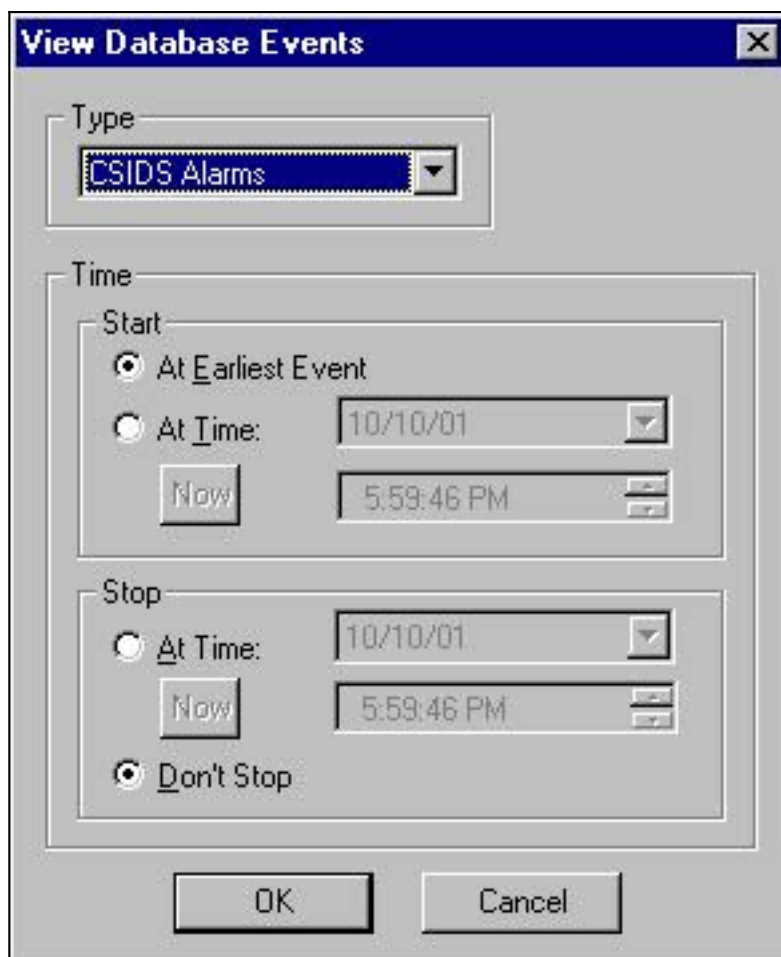 View Database Events
Type
CSIDS Alarms
Time
Start
At Earliest Event
At Time:
10/10/01
Now
5:59:46 PM
Stop
At Time:
10/10/01
Now
5:59:46 PM
Don't Stop
OK
Cancel